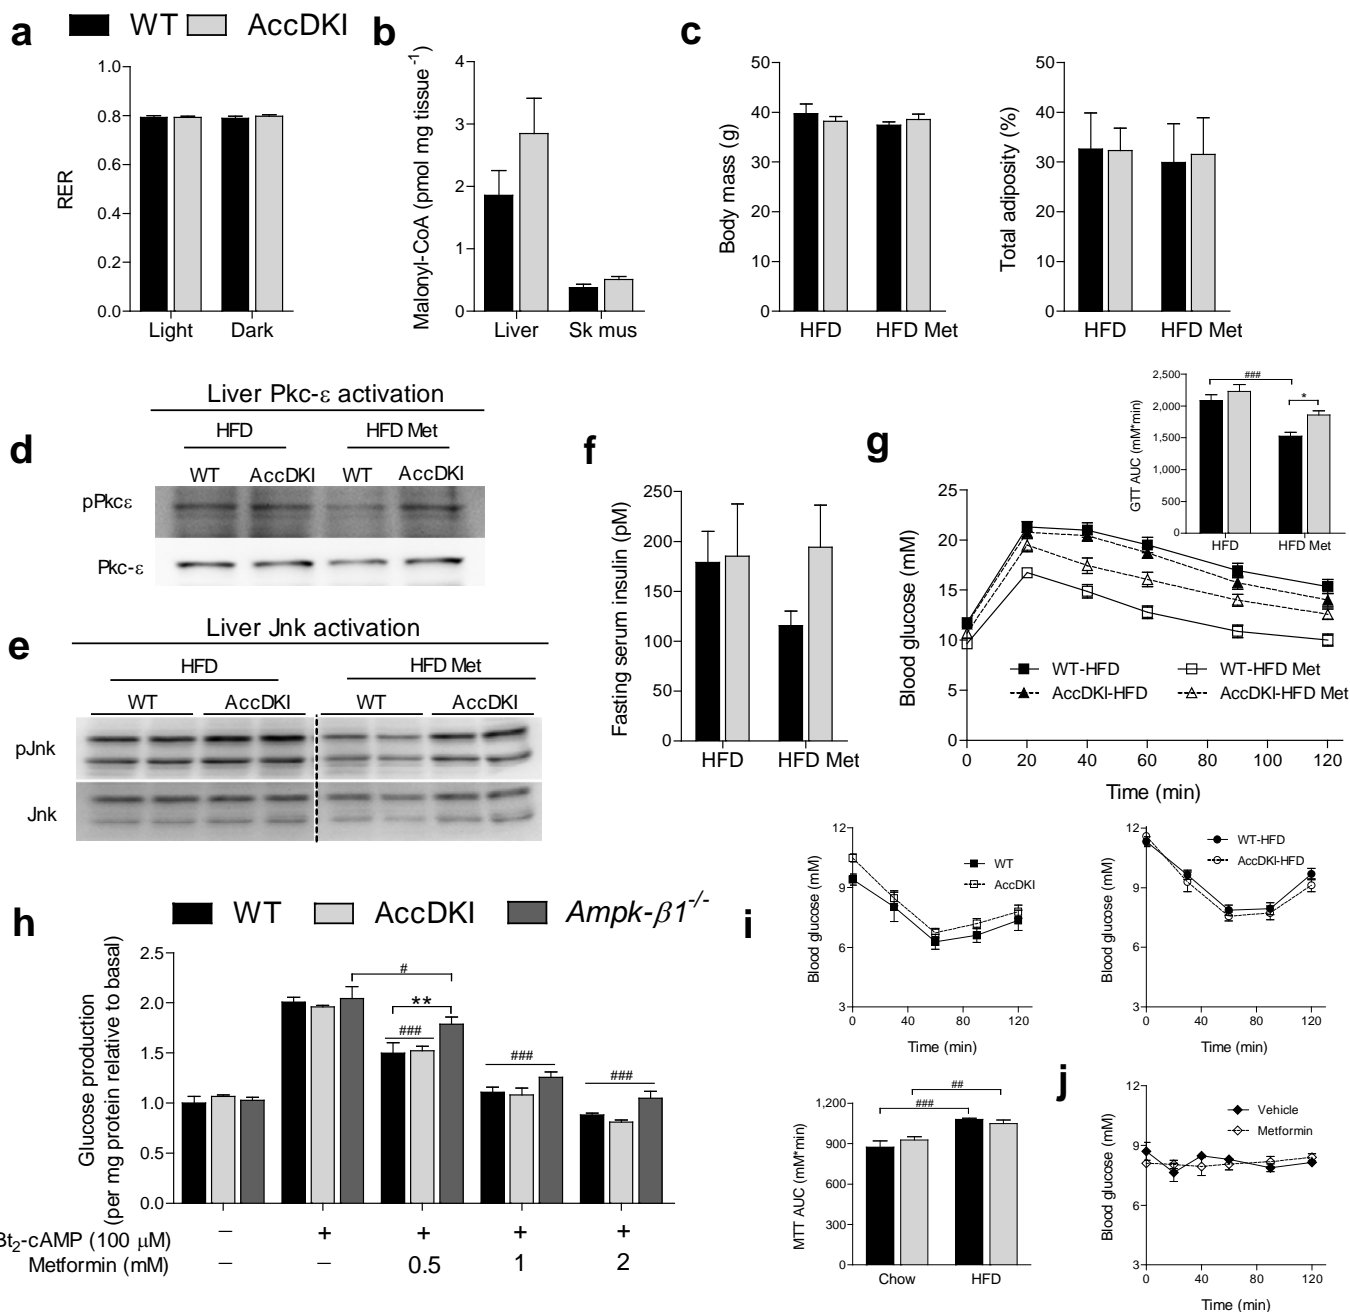 a
WT
AccDKI
RER
1.0
0.8
0.6
0.4
0.2
0.0
Light
Dark
b
Malonyl-CoA (pmol mg tissue -1)
4
3
2
1
0
Liver
Sk mus
c
Body mass (g)
50
40
30
20
10
0
HFD
HFD Met
Total adiposity (%)
50
40
30
20
10
0
HFD
HFD Met
d
Liver Pkc-ε activation
HFD
HFD Met
WT
AccDKI
WT
AccDKI
pPkcε
Pkc-ε
e
Liver Jnk activation
HFD
HFD Met
WT
AccDKI
WT
AccDKI
pJnk
Jnk
f
Fasting serum insulin (pM)
250
200
150
100
50
0
HFD
HFD Met
g
Blood glucose (mM)
25
20
15
10
5
0
WT-HFD
WT-HFD Met
AccDKI-HFD
AccDKI-HFD Met
0
20
40
60
80
100
120
Time (min)
GTT AUC (mM*min)
2,500
2,000
1,500
1,000
500
0
###
*
HFD
HFD Met
h
WT
AccDKI
Ampk-β1-/-
Glucose production
(per mg protein relative to basal)
2.5
2.0
1.5
1.0
0.5
0.0
#
**
###
###
###
Bt2-cAMP (100 μM)
– + + + +
Metformin (mM)
– – 0.5 1 2
i
Blood glucose (mM)
12
9
6
3
WT
AccDKI
0
40
80
120
Time (min)
Blood glucose (mM)
12
9
6
3
WT-HFD
AccDKI-HFD
0
40
80
120
Time (min)
MTT AUC (mM*min)
1,200
900
600
300
0
##
###
Chow
HFD
j
Blood glucose (mM)
12
9
6
3
Vehicle
Metformin
0
40
80
120
Time (min)